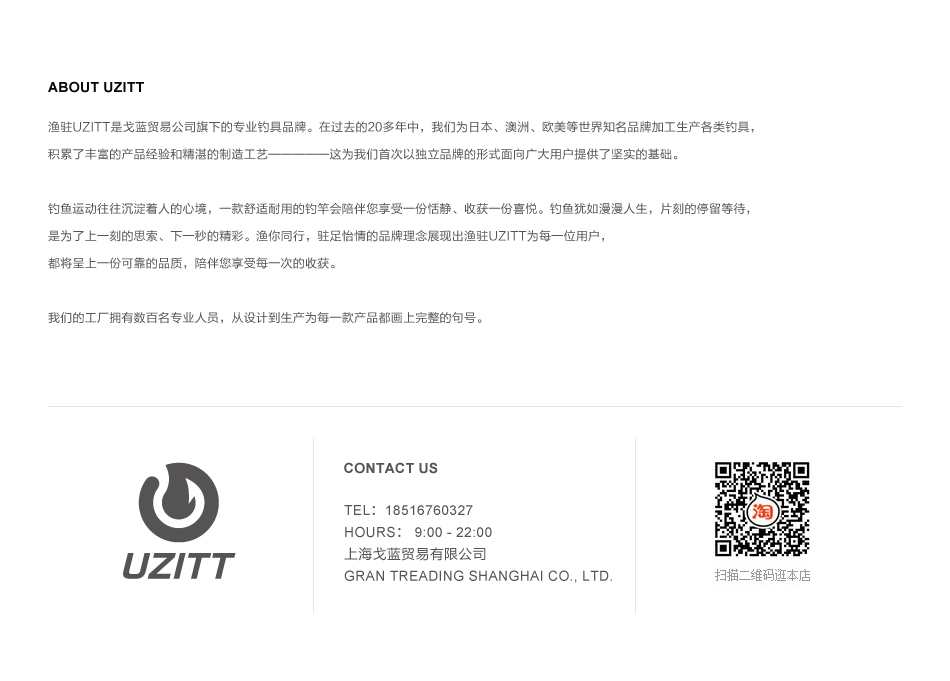 ABOUT UZITT
渔驻UZITT是戈蓝贸易公司旗下的专业钓具品牌。在过去的20多年中，我们为日本、澳洲、欧美等世界知名品牌加工生产各类钓具，
积累了丰富的产品经验和精湛的制造工艺—————这为我们首次以独立品牌的形式面向广大用户提供了坚实的基础。
钓鱼运动往往沉淀着人的心境，一款舒适耐用的钓竿会陪伴您享受一份恬静、收获一份喜悦。钓鱼犹如漫漫人生，片刻的停留等待，
是为了上一刻的思索、下一秒的精彩。渔你同行，驻足怡情的品牌理念展现出渔驻UZITT为每一位用户，
都将呈上一份可靠的品质，陪伴您享受每一次的收获。
我们的工厂拥有数百名专业人员，从设计到生产为每一款产品都画上完整的句号。
UZITT
CONTACT US
TEL：18516760327
HOURS： 9:00 - 22:00
上海戈蓝贸易有限公司
GRAN TREADING SHANGHAI CO., LTD.
淘
扫描二维码逛本店